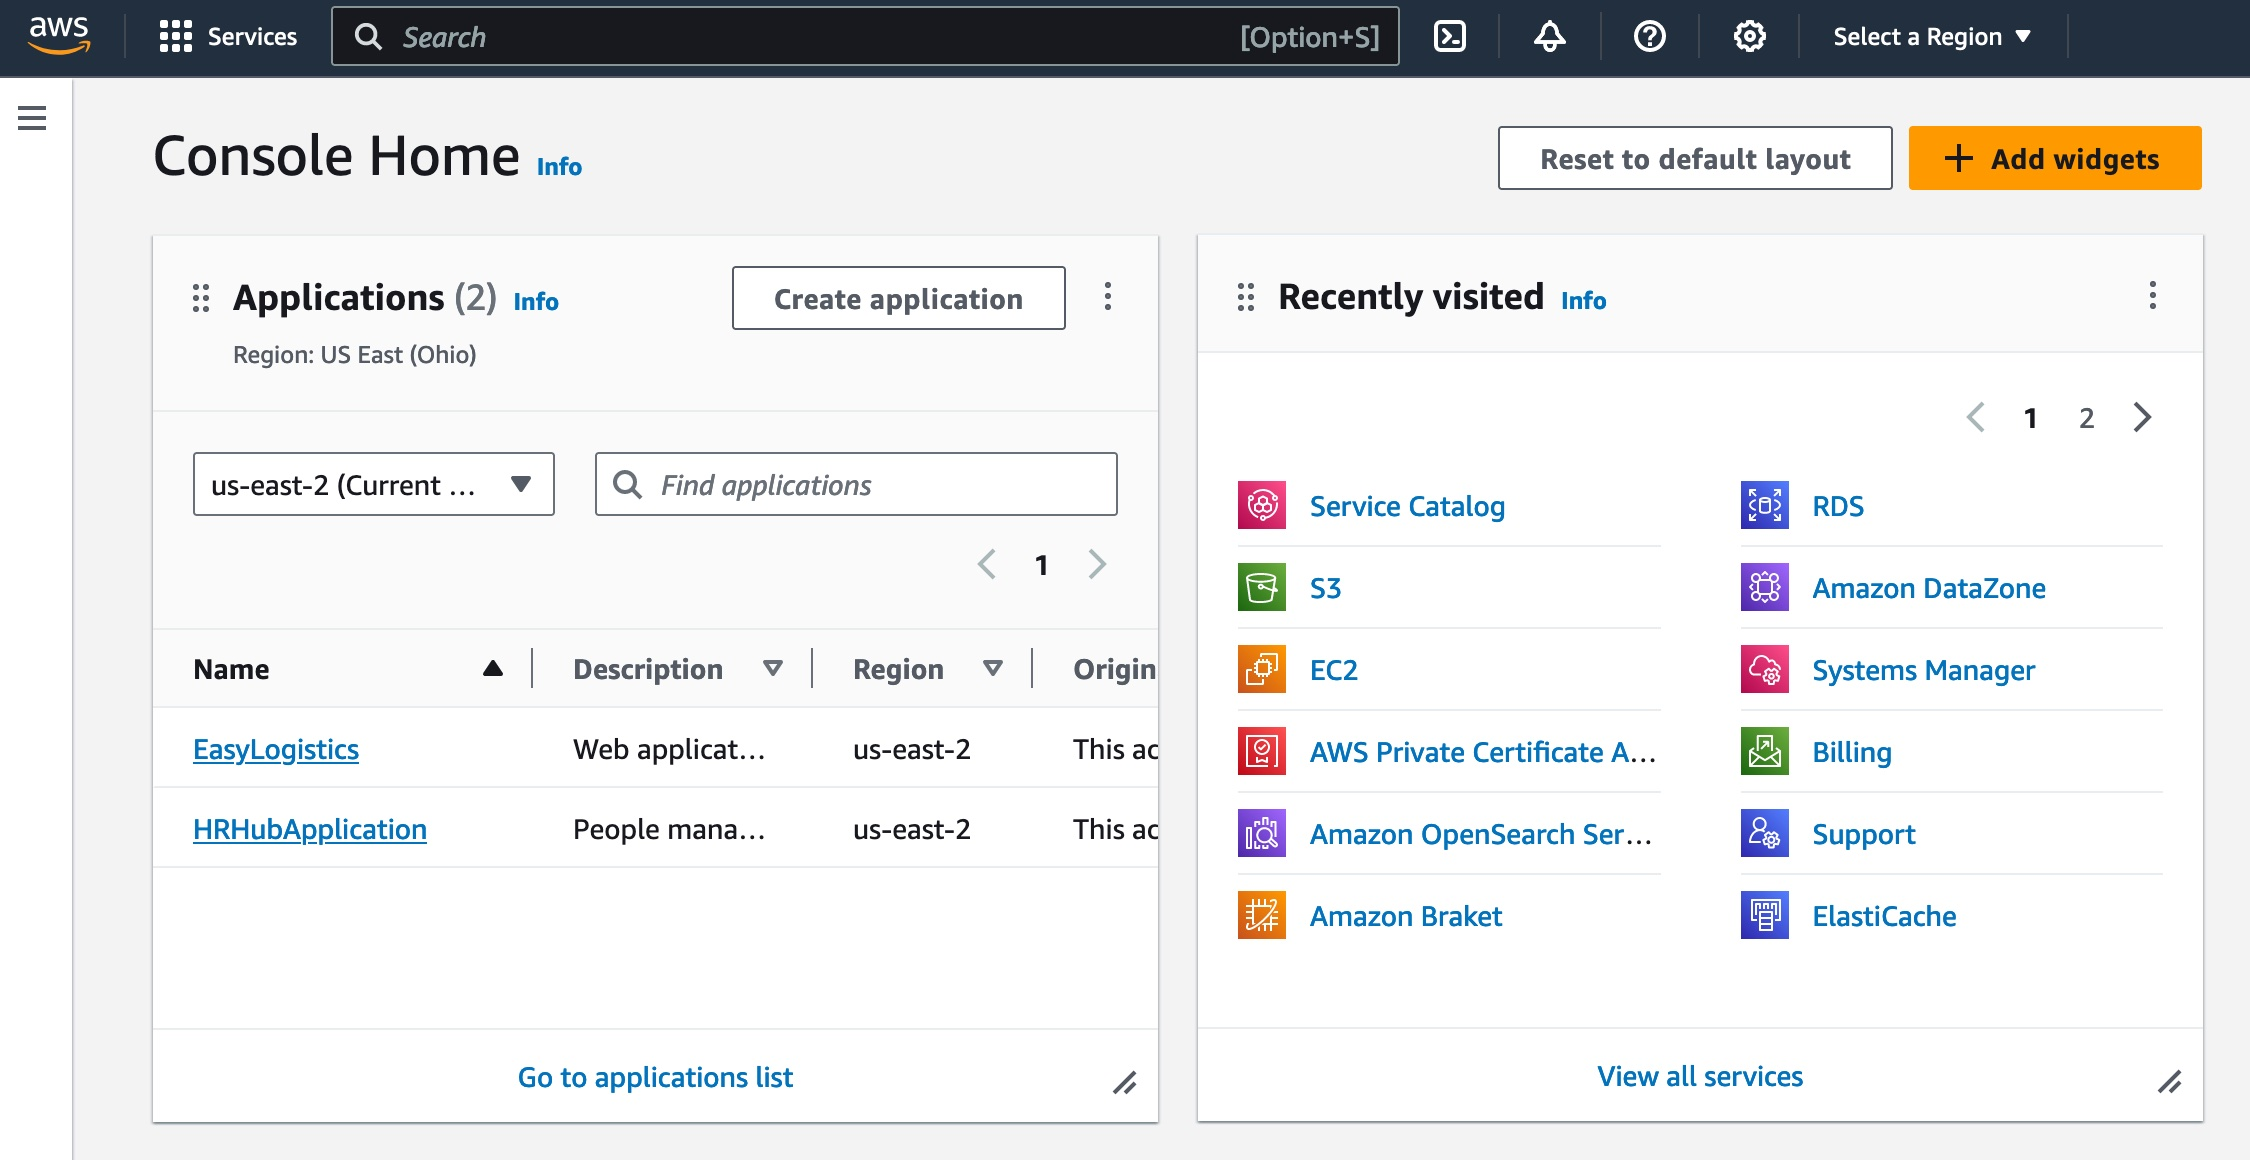 aws Services Search [Option+S] Select a Region
Console Home Info Reset to default layout Add widgets
Applications (2) Info Create application
Region: US East (Ohio)
us-east-2 (Current ... Find applications
1
Name Description Region Origin
EasyLogistics Web applicat... us-east-2 This ac
HRHubApplication People mana... us-east-2 This ac
Go to applications list
Recently visited Info
1 2
Service Catalog RDS
S3 Amazon DataZone
EC2 Systems Manager
AWS Private Certificate A... Billing
Amazon OpenSearch Ser... Support
Amazon Braket ElastiCache
View all services